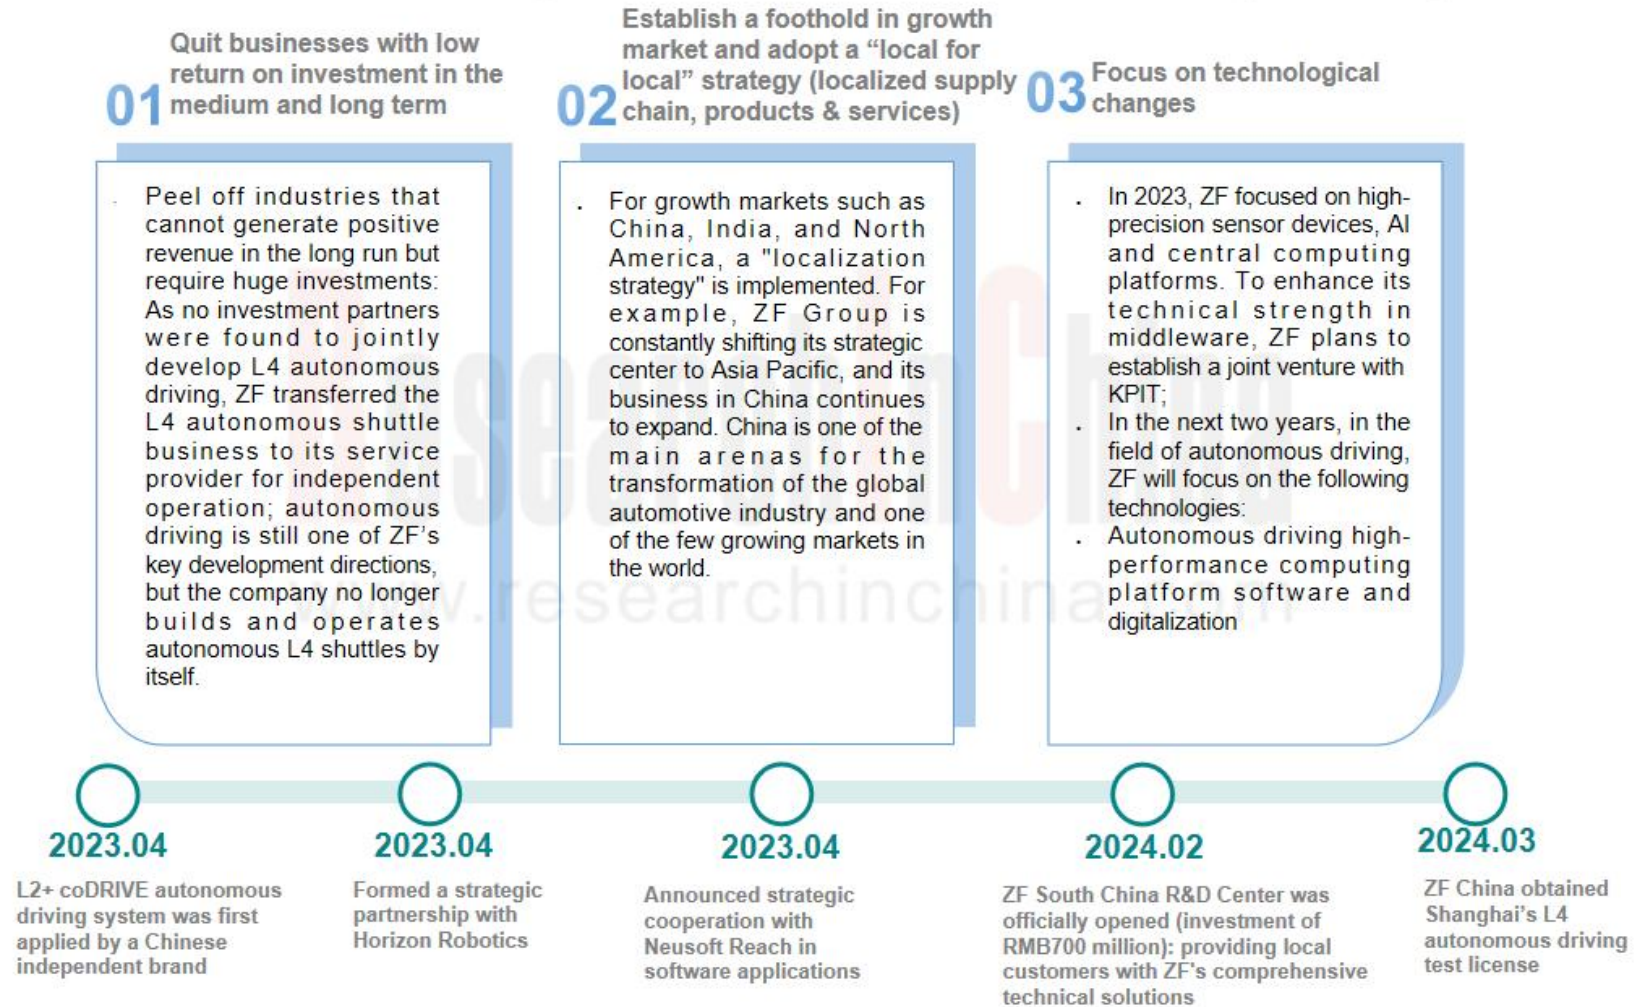 01
Quit businesses with low
return on investment in the
medium and long term
02
Establish a foothold in growth
market and adopt a “local for
local” strategy (localized supply
chain, products & services)
03
Focus on technological
changes
. Peel off industries that
cannot generate positive
revenue in the long run but
require huge investments:
As no investment partners
were found to jointly
develop L4 autonomous
driving, ZF transferred the
L4 autonomous shuttle
business to its service
provider for independent
operation; autonomous
driving is still one of ZF’s
key development directions,
but the company no longer
builds and operates
autonomous L4 shuttles by
itself.
. For growth markets such as
China, India, and North
America, a "localization
strategy" is implemented. For
example, ZF Group is
constantly shifting its strategic
center to Asia Pacific, and its
business in China continues
to expand. China is one of the
main arenas for the
transformation of the global
automotive industry and one
of the few growing markets in
the world.
. In 2023, ZF focused on high-
precision sensor devices, AI
and central computing
platforms. To enhance its
technical strength in
middleware, ZF plans to
establish a joint venture with
KPIT;
. In the next two years, in the
field of autonomous driving,
ZF will focus on the following
technologies:
. Autonomous driving high-
performance computing
platform software and
digitalization
ResearchInChina
www.researchinchina.com
2023.04
L2+ coDRIVE autonomous
driving system was first
applied by a Chinese
independent brand
2023.04
Formed a strategic
partnership with
Horizon Robotics
2023.04
Announced strategic
cooperation with
Neusoft Reach in
software applications
2024.02
ZF South China R&D Center was
officially opened (investment of
RMB700 million): providing local
customers with ZF's comprehensive
technical solutions
2024.03
ZF China obtained
Shanghai’s L4
autonomous driving
test license